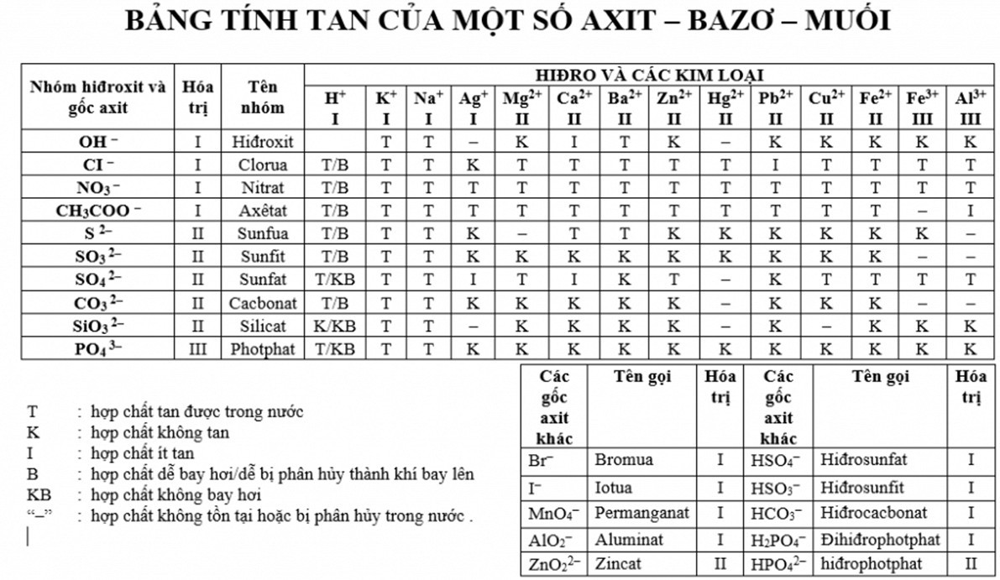 BẢNG TÍNH TAN CỦA MỘT SỐ AXIT – BAZƠ – MUỐI
Nhóm hiđroxit và gốc axit Hóa trị Tên nhóm HIĐRO VÀ CÁC KIM LOẠI
H⁺ I K⁺ I Na⁺ I Ag⁺ I Mg²⁺ II Ca²⁺ II Ba²⁺ II Zn²⁺ II Hg²⁺ II Pb²⁺ II Cu²⁺ II Fe²⁺ II Fe³⁺ III Al³⁺ III
OH⁻ I Hiđroxit T T – K I T K – K K K K K
Cl⁻ I Clorua T/B T T K T T T T T I T T T T
NO₃⁻ I Nitrat T/B T T T T T T T T T T T T T
CH₃COO⁻ I Axêtat T/B T T T T T T T T T T T – I
S²⁻ II Sunfua T/B T T K – T T K K K K K K –
SO₃²⁻ II Sunfit T/B T T K K K K K K K K K – –
SO₄²⁻ II Sunfat T/KB T T I T I K T – K T T T T
CO₃²⁻ II Cacbonat T/B T T K K K K K – K K K – –
SiO₃²⁻ II Silicat K/KB T T – K K K K – K – K K K
PO₄³⁻ III Photphat T/KB T T K K K K K K K K K K K
T : hợp chất tan được trong nước
K : hợp chất không tan
I : hợp chất ít tan
B : hợp chất dễ bay hơi/dễ bị phân hủy thành khí bay lên
KB : hợp chất không bay hơi
“–” : hợp chất không tồn tại hoặc bị phân hủy trong nước .
Các gốc axit khác Tên gọi Hóa trị Các gốc axit khác Tên gọi Hóa trị
Br⁻ Bromua I HSO₄⁻ Hiđrosunfat I
I⁻ Iotua I HSO₃⁻ Hiđrosunfit I
MnO₄⁻ Permanganat I HCO₃⁻ Hiđrocacbonat I
AlO₂⁻ Aluminat I H₂PO₄⁻ Đihiđrophotphat I
ZnO₂²⁻ Zincat II HPO₄²⁻ hiđrophotphat II